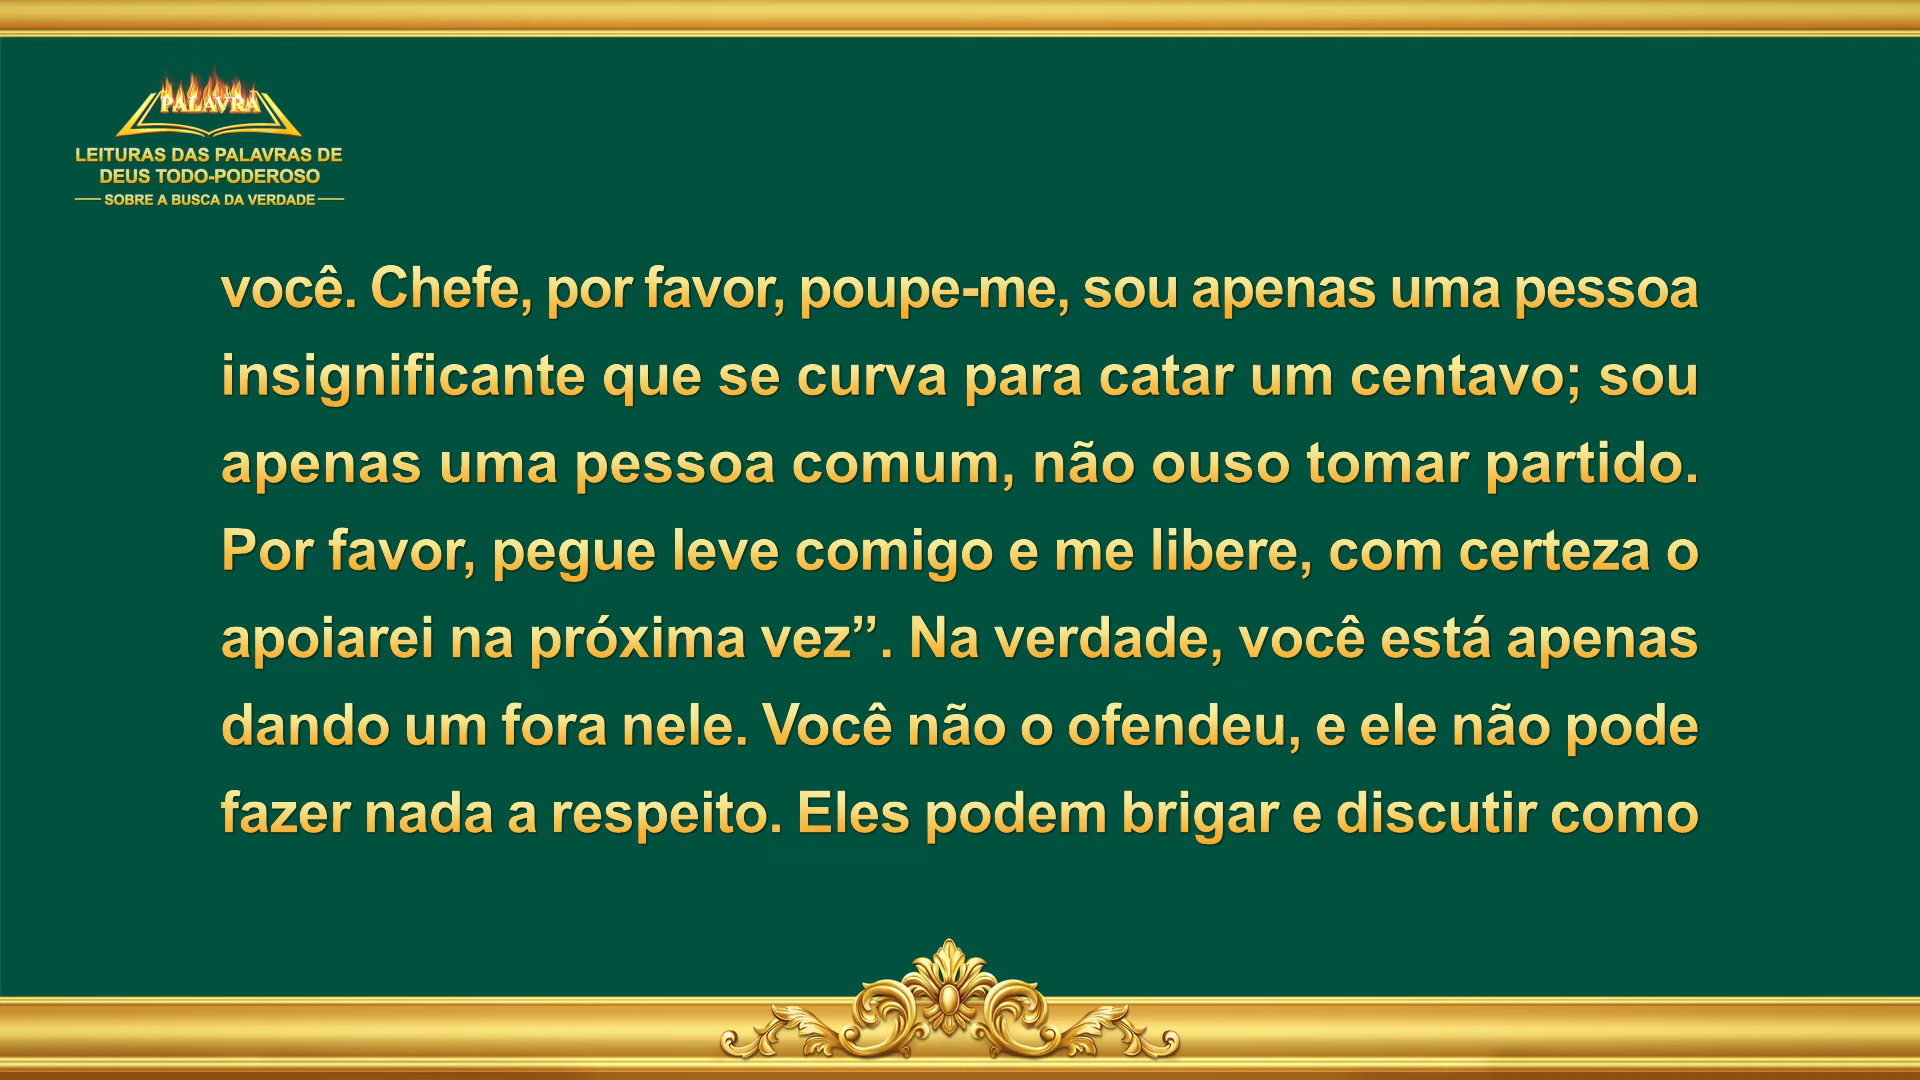 PALAVRA
LEITURAS DAS PALAVRAS DE
DEUS TODO-PODEROSO
SOBRE A BUSCA DA VERDADE
você. Chefe, por favor, poupe-me, sou apenas uma pessoa
insignificante que se curva para catar um centavo; sou
apenas uma pessoa comum, não ouso tomar partido.
Por favor, pegue leve comigo e me libere, com certeza o
apoiarei na próxima vez”. Na verdade, você está apenas
dando um fora nele. Você não o ofendeu, e ele não pode
fazer nada a respeito. Eles podem brigar e discutir como